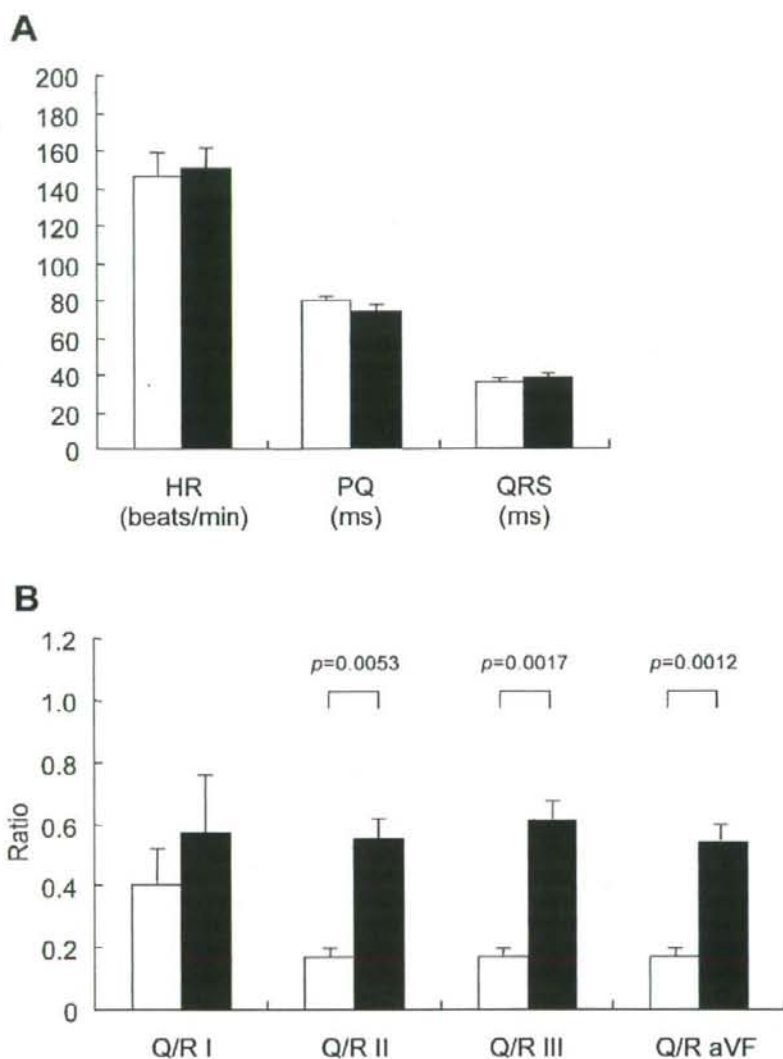 A
200
180
160
140
120
100
80
60
40
20
0
HR PQ QRS
(beats/min) (ms) (ms)
B
1.2
1.0
0.8
0.6
0.4
0.2
0
Ratio
p=0.0053 p=0.0017 p=0.0012
Q/R I Q/R II Q/R III Q/R aVF